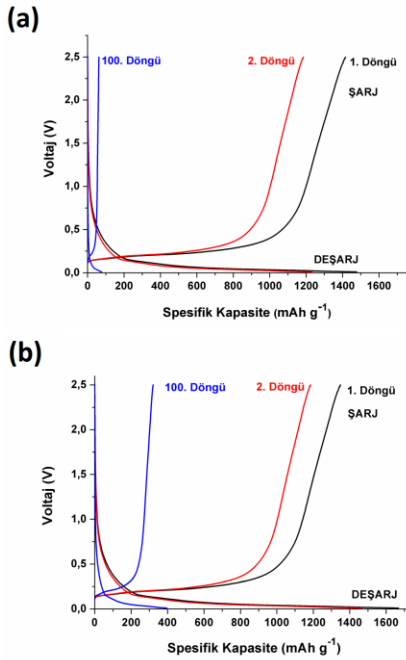 (a)
2,5
2,0
1,5
1,0
0,5
0,0
Voltaj (V)
100. Döngü
2. Döngü
1. Döngü
ŞARJ
DEŞARJ
0 200 400 600 800 1000 1200 1400 1600
Spesifik Kapasite (mAh g⁻¹)
(b)
2,5
2,0
1,5
1,0
0,5
0,0
Voltaj (V)
100. Döngü
2. Döngü
1. Döngü
ŞARJ
DEŞARJ
0 200 400 600 800 1000 1200 1400 1600
Spesifik Kapasite (mAh g⁻¹)